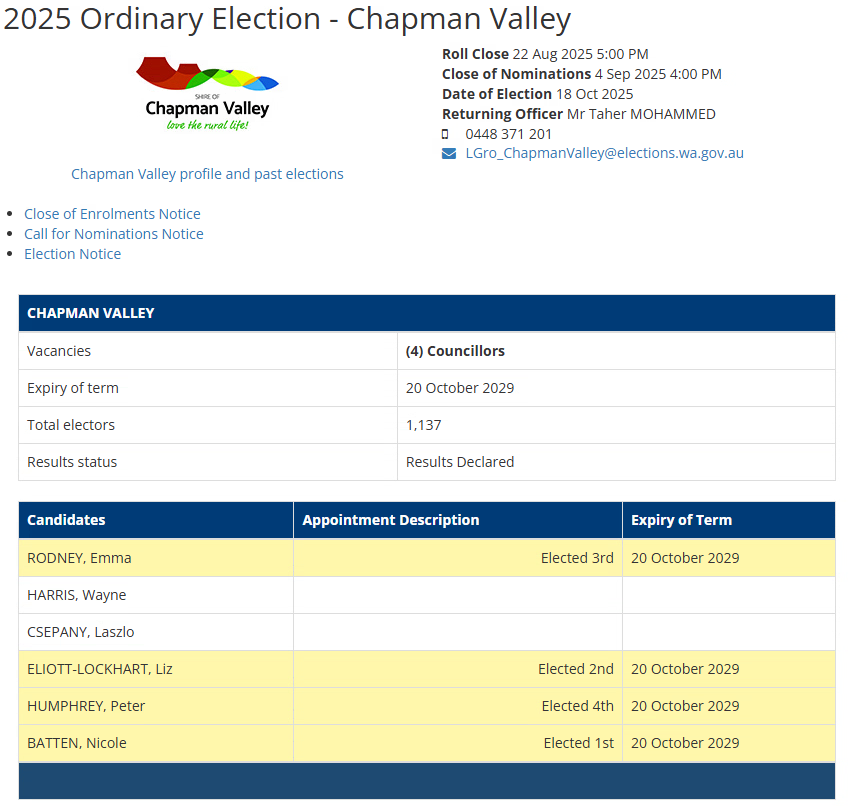 2025 Ordinary Election - Chapman Valley
SHIRE OF
Chapman Valley
love the rural life!
Chapman Valley profile and past elections
Roll Close 22 Aug 2025 5:00 PM
Close of Nominations 4 Sep 2025 4:00 PM
Date of Election 18 Oct 2025
Returning Officer Mr Taher MOHAMMED
0448 371 201
LGro_ChapmanValley@elections.wa.gov.au
Close of Enrolments Notice
Call for Nominations Notice
Election Notice
CHAPMAN VALLEY
Vacancies (4) Councillors
Expiry of term 20 October 2029
Total electors 1,137
Results status Results Declared
Candidates Appointment Description Expiry of Term
RODNEY, Emma Elected 3rd 20 October 2029
HARRIS, Wayne
CSEPANY, Laszlo
ELIOTT-LOCKHART, Liz Elected 2nd 20 October 2029
HUMPHREY, Peter Elected 4th 20 October 2029
BATTEN, Nicole Elected 1st 20 October 2029